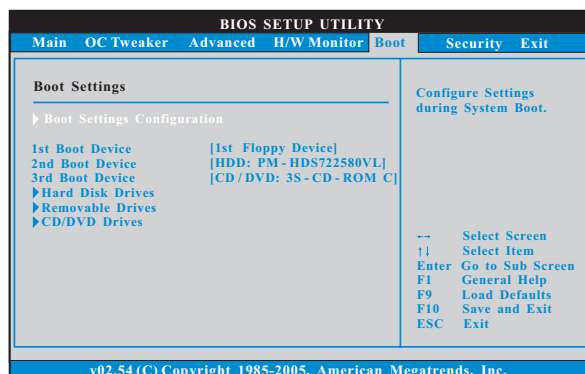 BIOS SETUP UTILITY
Main OC Tweaker Advanced H/W Monitor Boot Security Exit
Boot Settings
Boot Settings Configuration
1st Boot Device [1st Floppy Device]
2nd Boot Device [HDD: PM-HDS722580VL]
3rd Boot Device [CD/DVD: 3S-CD-ROM C]
Hard Disk Drives
Removable Drives
CD/DVD Drives
Configure Settings
during System Boot.
←→ Select Screen
↑↓ Select Item
Enter Go to Sub Screen
F1 General Help
F9 Load Defaults
F10 Save and Exit
ESC Exit
v02.54 (C) Copyright 1985-2005, American Megatrends, Inc.